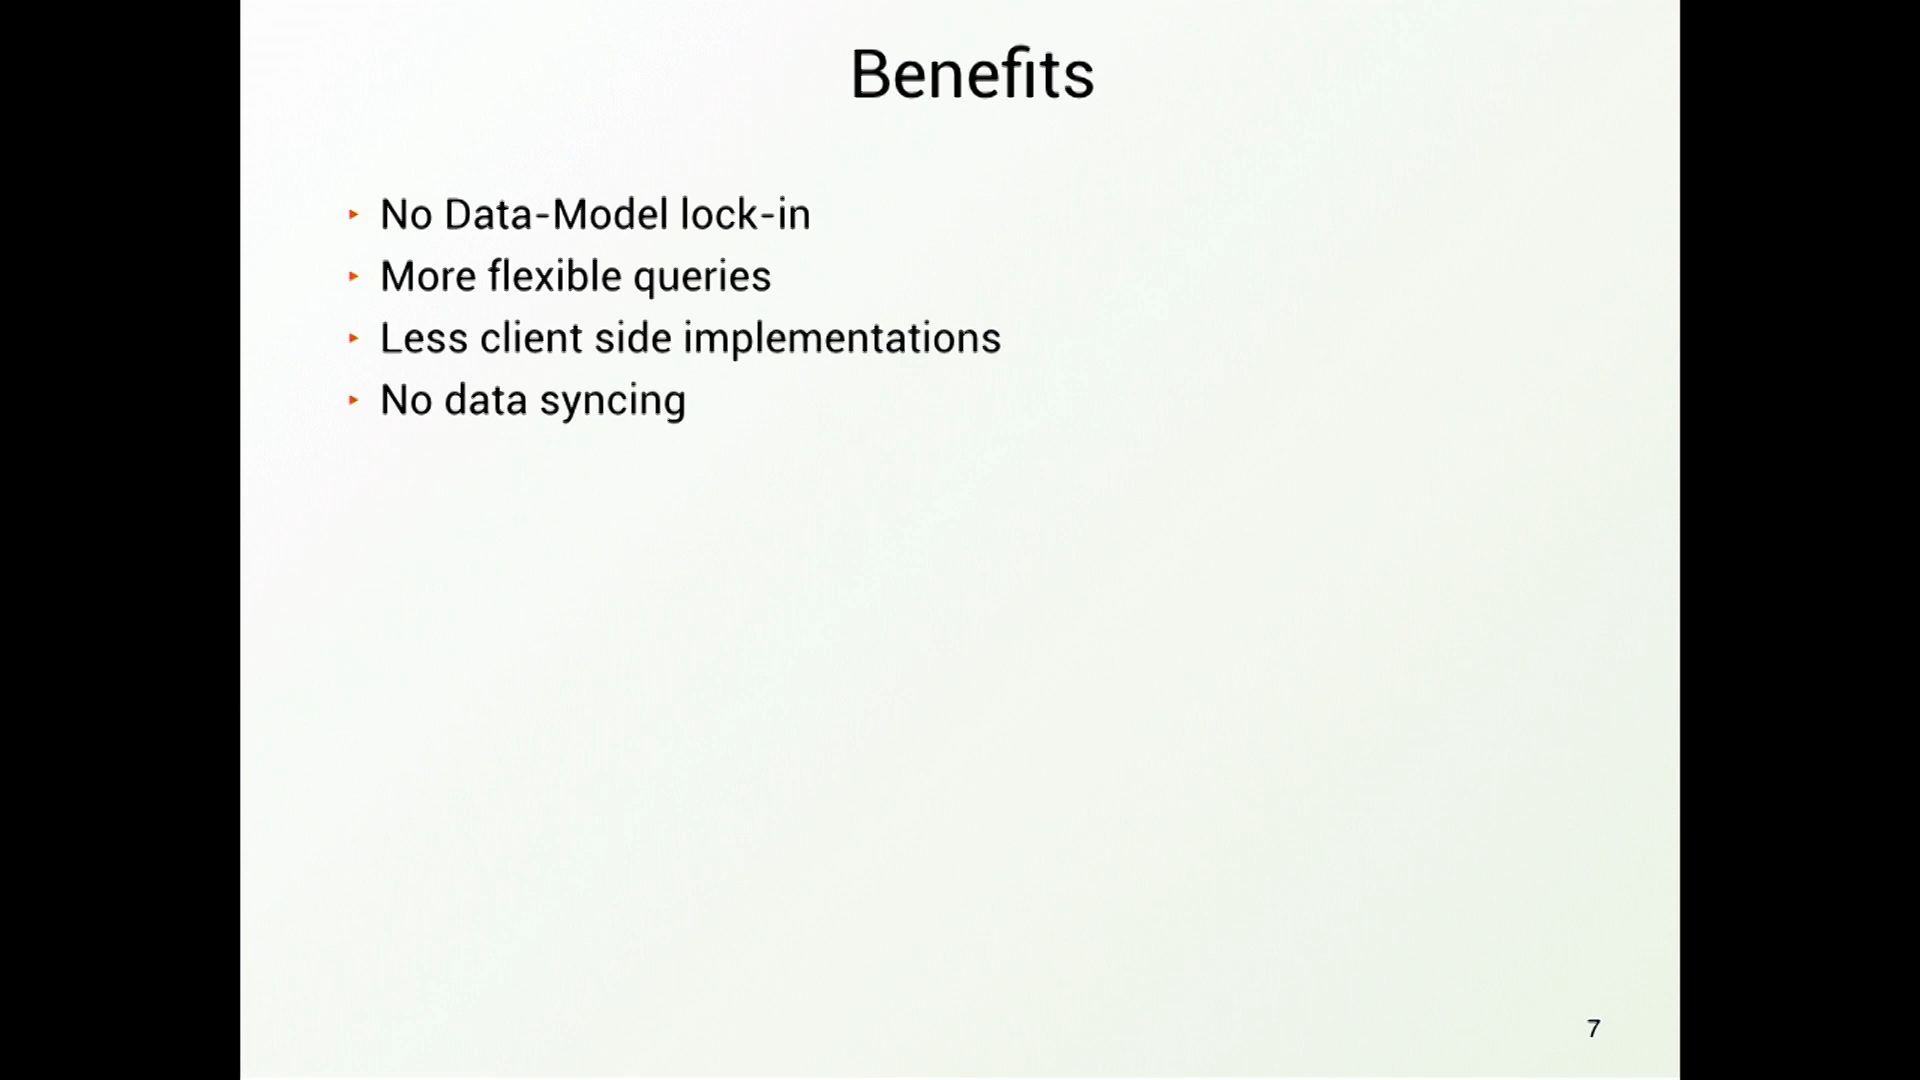 Benefits
‣ No Data-Model lock-in
‣ More flexible queries
‣ Less client side implementations
‣ No data syncing
7